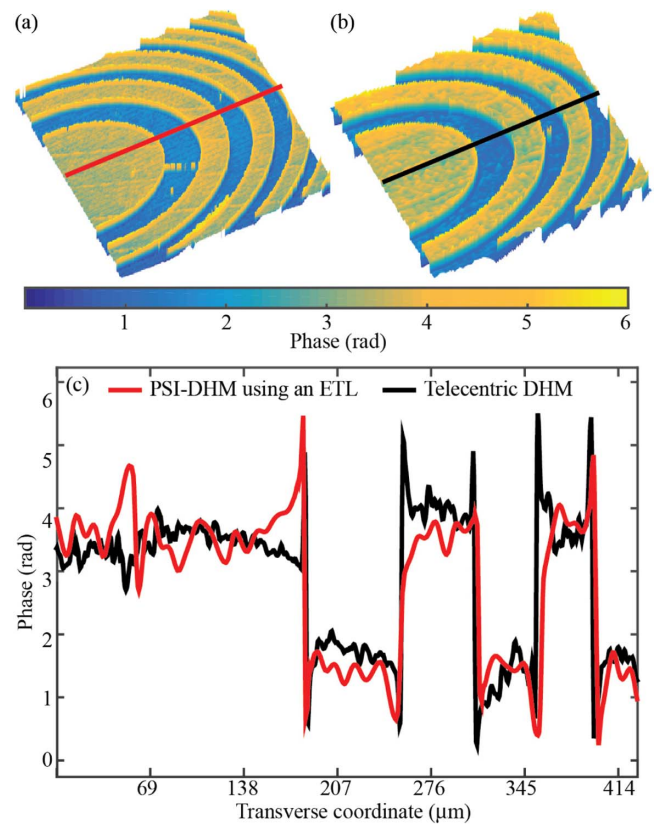 (a)
(b)
1 2 3 4 5 6
Phase (rad)
(c)
PSI-DHM using an ETL
Telecentric DHM
6
5
4
3
2
1
0
Phase (rad)
69 138 207 276 345 414
Transverse coordinate (μm)